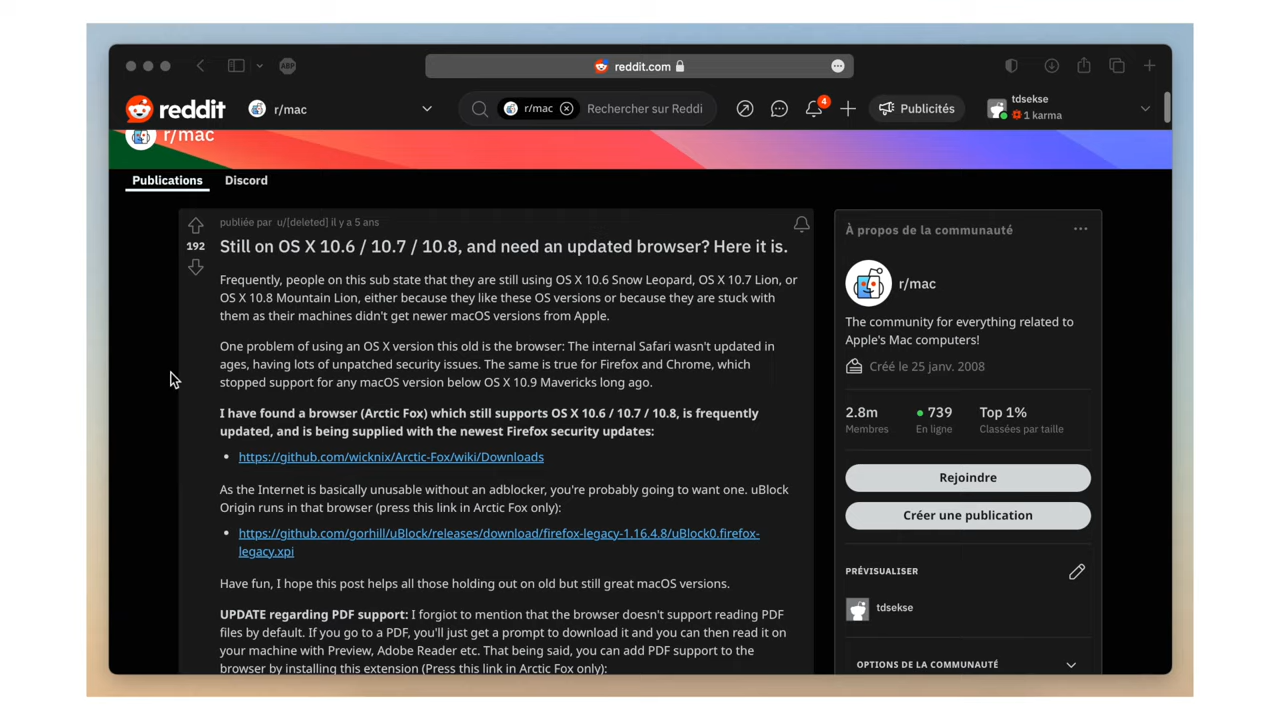 ABP
reddit.com
reddit
r/mac
r/mac
Rechercher sur Reddi
4
Publicités
tdsekse
1 karma
r/mac
Publications
Discord
publiée par u/[deleted] il y a 5 ans
192
Still on OS X 10.6 / 10.7 / 10.8, and need an updated browser? Here it is.
Frequently, people on this sub state that they are still using OS X 10.6 Snow Leopard, OS X 10.7 Lion, or
OS X 10.8 Mountain Lion, either because they like these OS versions or because they are stuck with
them as their machines didn't get newer macOS versions from Apple.
One problem of using an OS X version this old is the browser: The internal Safari wasn't updated in
ages, having lots of unpatched security issues. The same is true for Firefox and Chrome, which
stopped support for any macOS version below OS X 10.9 Mavericks long ago.
I have found a browser (Arctic Fox) which still supports OS X 10.6 / 10.7 / 10.8, is frequently
updated, and is being supplied with the newest Firefox security updates:
• https://github.com/wicknix/Arctic-Fox/wiki/Downloads
As the Internet is basically unusable without an adblocker, you're probably going to want one. uBlock
Origin runs in that browser (press this link in Arctic Fox only):
• https://github.com/gorhill/uBlock/releases/download/firefox-legacy-1.16.4.8/uBlock0.firefox-
legacy.xpi
Have fun, I hope this post helps all those holding out on old but still great macOS versions.
UPDATE regarding PDF support: I forgiot to mention that the browser doesn't support reading PDF
files by default. If you go to a PDF, you'll just get a prompt to download it and you can then read it on
your machine with Preview, Adobe Reader etc. That being said, you can add PDF support to the
browser by installing this extension (Press this link in Arctic Fox only):
À propos de la communauté
r/mac
The community for everything related to
Apple's Mac computers!
Créé le 25 janv. 2008
2.8m
739
Top 1%
Membres
En ligne
Classées par taille
Rejoindre
Créer une publication
PRÉVISUALISER
tdsekse
OPTIONS DE LA COMMUNAUTÉ